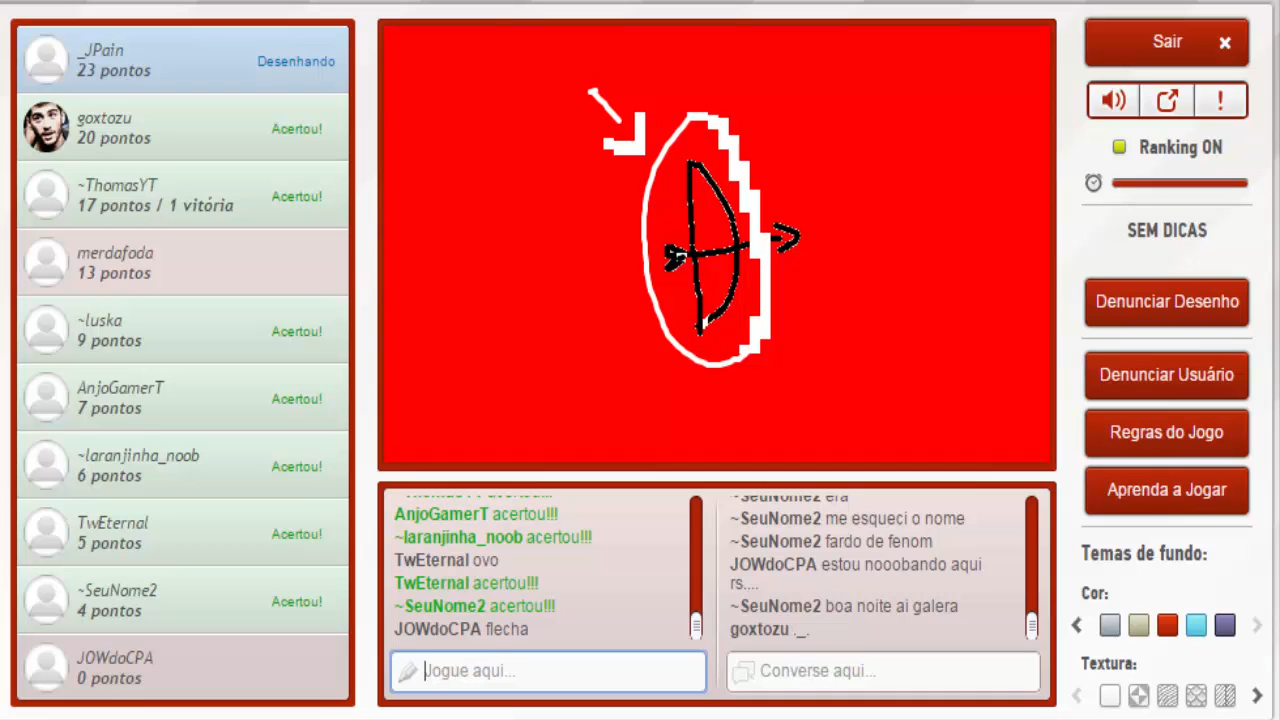 _JPain
23 pontos
Desenhando
goxtozu
20 pontos
Acertou!
~ThomasYT
17 pontos / 1 vitória
Acertou!
merdafoda
13 pontos
~luska
9 pontos
Acertou!
AnjoGamerT
7 pontos
Acertou!
~laranjinha_noob
6 pontos
Acertou!
TwEternal
5 pontos
Acertou!
~SeuNome2
4 pontos
Acertou!
JOWdoCPA
0 pontos
AnjoGamerT acertou!!!
~laranjinha_noob acertou!!!
TwEternal ovo
TwEternal acertou!!!
~SeuNome2 acertou!!!
JOWdoCPA flecha
Jogue aqui...
~SeuNome2 era
~SeuNome2 me esqueci o nome
~SeuNome2 fardo de fenom
JOWdoCPA estou nooobando aqui
rs....
~SeuNome2 boa noite ai galera
goxtozu ._.
Converse aqui...
Sair ×
!
Ranking ON
SEM DICAS
Denunciar Desenho
Denunciar Usuário
Regras do Jogo
Aprenda a Jogar
Temas de fundo:
Cor:
Textura: